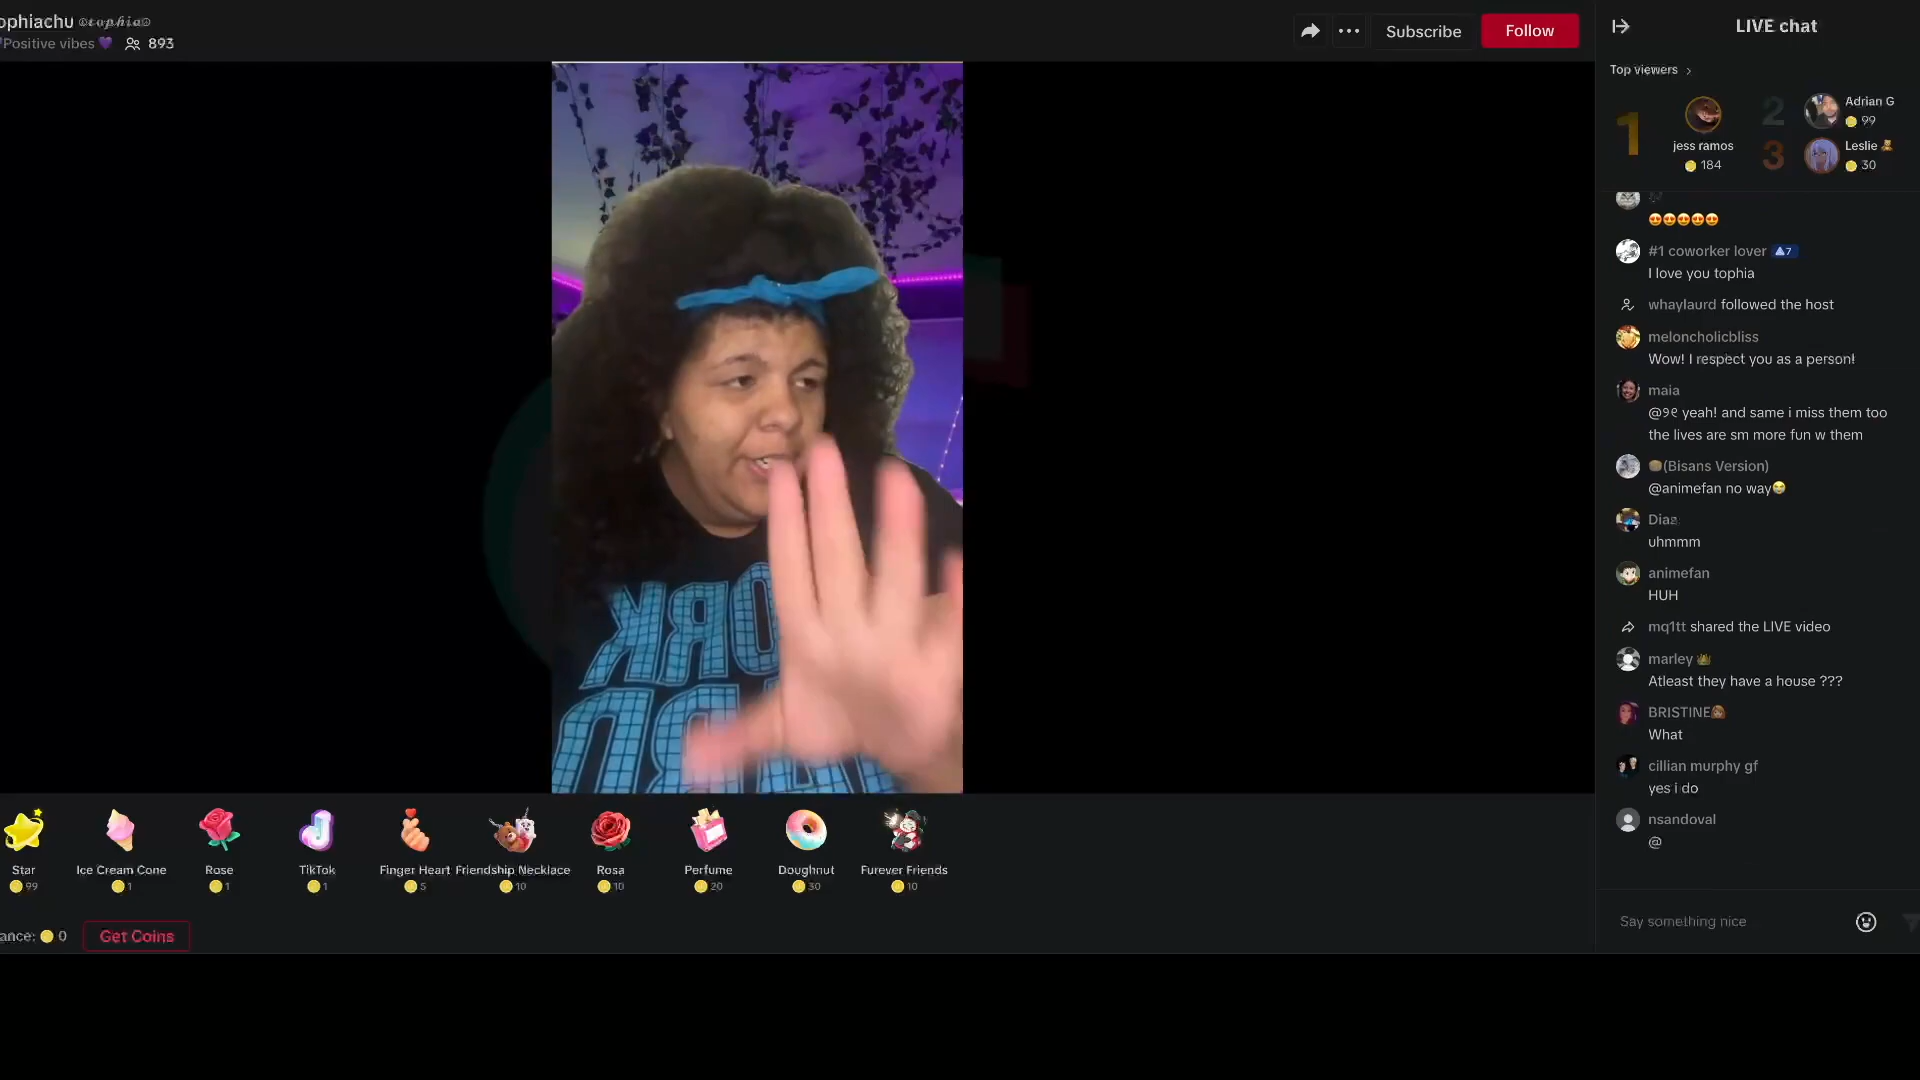 ophiachu @tophia☹
Positive vibes 💜 893
Subscribe
Follow
LIVE chat
Top viewers >
1
jess ramos
184
2
Adrian G
99
3
Leslie 🧸
30
😍😍😍😍😍
#1 coworker lover 7
I love you tophia
whaylaurd followed the host
meloncholicbliss
Wow! I respect you as a person!
maia
@୨୧ yeah! and same i miss them too
the lives are sm more fun w them
(Bisans Version)
@animefan no way😭
Diaz
uhmmm
animefan
HUH
mq1tt shared the LIVE video
marley 👑
Atleast they have a house ???
BRISTINE
What
cillian murphy gf
yes i do
nsandoval
@
Star
99
Ice Cream Cone
1
Rose
1
TikTok
1
Finger Heart
5
Friendship Necklace
10
Rosa
10
Perfume
20
Doughnut
30
Furever Friends
10
ance: 0
Get Coins
Say something nice